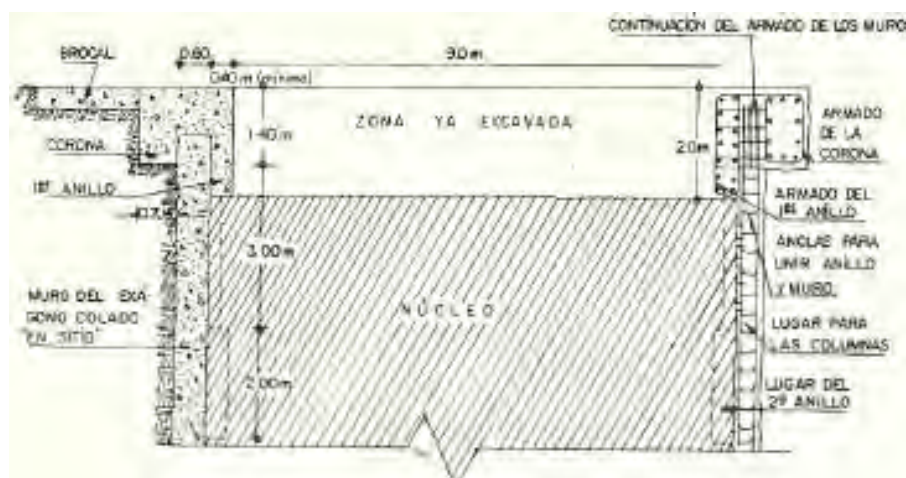 CONTINUACION DEL ARMADO DE LOS MURO
BROCAL
0.60
9.0 m
0.40 m (mínimo)
ZONA YA EXCAVADA
1.40 m
2.0 m
ARMADO
DE LA
CORONA
CORONA
1er ANILLO
ARMADO DEL
1er ANILLO
ANCLAS PARA
UNIR ANILLO
Y MURO
3.00 m
NÚCLEO
MURO DEL EXA
GONO COLADO
EN SITIO
LUGAR PARA
LAS COLUMNAS
2.00 m
LUGAR DEL
2º ANILLO